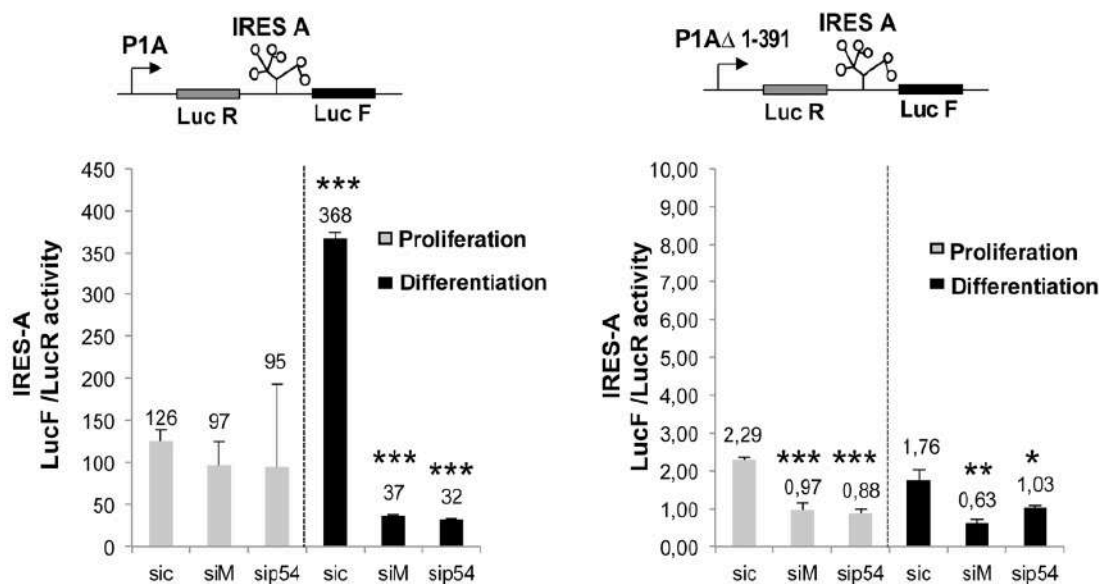 IRES A
P1A
Luc R
Luc F
IRES-A
LucF /LucR activity
450
400
350
300
250
200
150
100
50
0
***
368
Proliferation
Differentiation
126
97
95
***
***
37
32
sic
siM
sip54
sic
siM
sip54
IRES A
P1AΔ 1-391
Luc R
Luc F
IRES-A
LucF /LucR activity
10,00
9,00
8,00
7,00
6,00
5,00
4,00
3,00
2,00
1,00
0,00
Proliferation
Differentiation
2,29
***
***
0,97
0,88
1,76
**
*
0,63
1,03
sic
siM
sip54
sic
siM
sip54